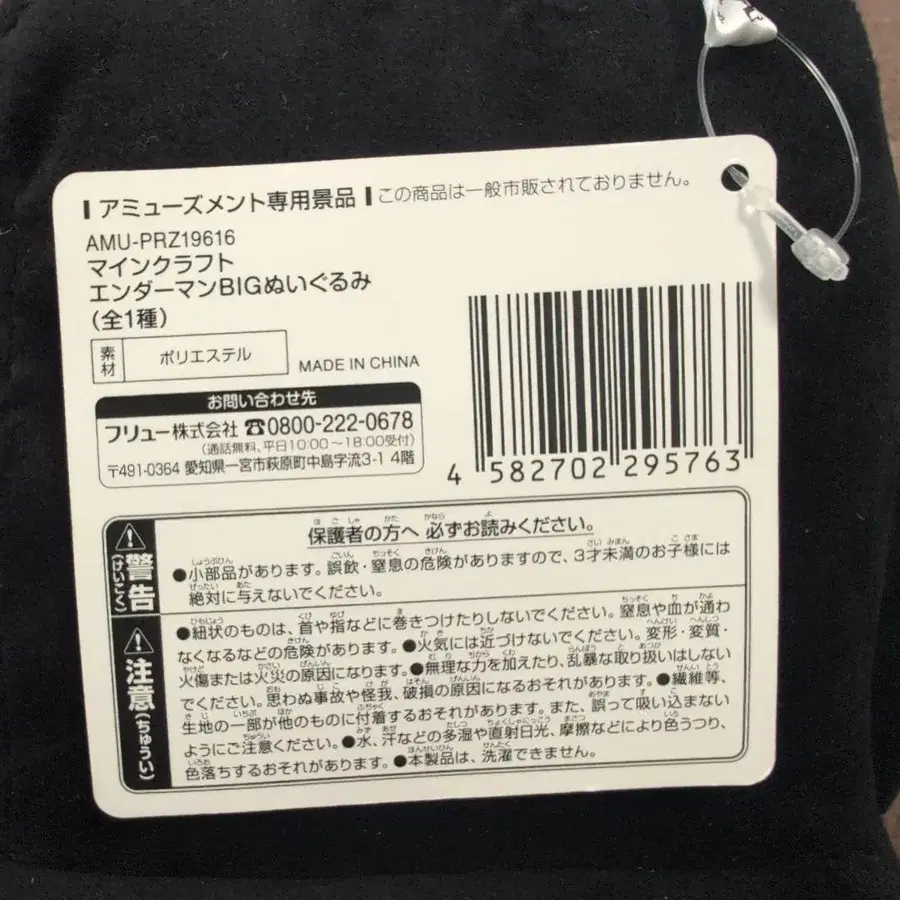 アミューズメント専用景品 この商品は一般市販されておりません。
AMU-PRZ19616
マインクラフト
エンダーマンBIGぬいぐるみ
(全1種)
素材 ポリエステル MADE IN CHINA
お問い合わせ先
フリュー株式会社 ☎0800-222-0678
(通話無料、平日10:00〜18:00受付)
〒491-0364 愛知県一宮市萩原町中島字流3-1 4階
4 582702 295763
警告(けいこく)
保護者の方へ 必ずお読みください。
●小部品があります。誤飲・窒息の危険がありますので、3才未満のお子様には
絶対に与えないでください。
注意(ちゅうい)
●紐状のものは、首や指などに巻きつけたりしないでください。窒息や血が通わ
なくなるなどの危険があります。●火気には近づけないでください。変形・変質・
火傷または火災の原因になります。●無理な力を加えたり、乱暴な取り扱いはしない
でください。思わぬ事故や怪我、破損の原因になるおそれがあります。●繊維等、
生地の一部が他のものに付着するおそれがあります。また、誤って吸い込まない
ようにご注意ください。●水、汗などの多湿や直射日光、摩擦などにより色うつり、
色落ちするおそれがあります。●本製品は、洗濯できません。